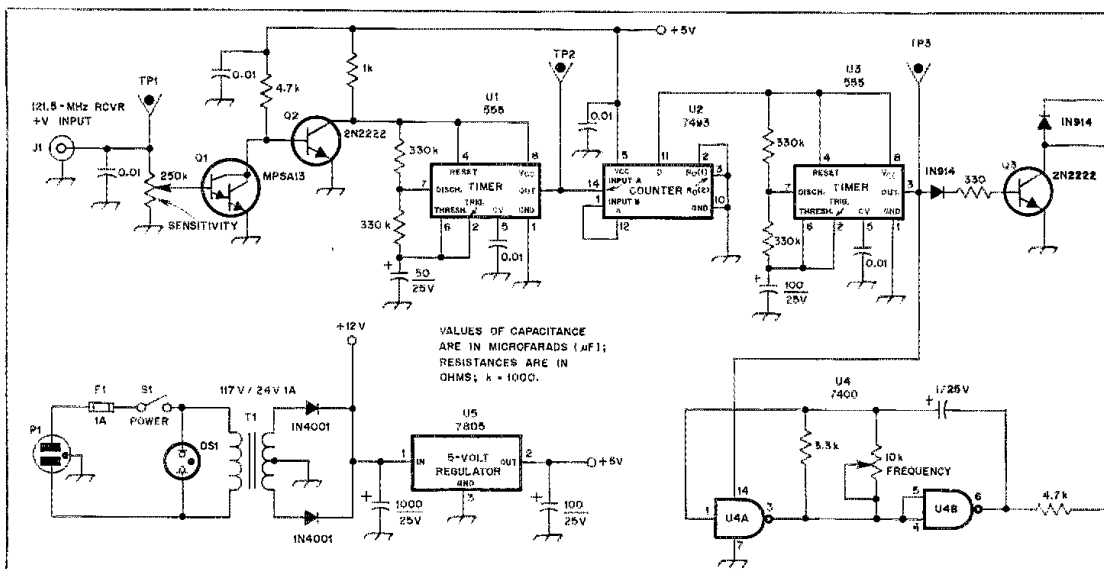 +5V
0.01
4.7k
1k
TP1
TP2
TP3
121.5-MHz RCVR
+V INPUT
J1
0.01
250k
SENSITIVITY
Q1
MPSA13
Q2
2N2222
330k
330k
U1
555
4
8
RESET
VCC
7
DISCH.
TIMER
OUT
TRIG.
THRESH.
CV
GND
6
2
5
1
50
25V
0.01
0.01
U2
7493
5
11
2
VCC
D
R0(1)
3
14
INPUT A
COUNTER
R0(2)
1
INPUT B
A
GND
10
12
U3
555
330k
330k
4
8
RESET
VCC
7
DISCH.
TIMER
OUT.
3
TRIG.
THRESH.
CV
GND
6
2
5
1
100
25V
0.01
1N914
330
Q3
2N2222
1N914
VALUES OF CAPACITANCE
ARE IN MICROFARADS (µF);
RESISTANCES ARE IN
OHMS; k = 1000.
+12V
P1
F1
1A
S1
POWER
DS1
117V / 24V 1A
T1
1N4001
1N4001
U5
7805
1
IN
5-VOLT
REGULATOR
OUT
2
GND
3
+5V
1000
25V
100
25V
U4
7400
1/25V
3.3k
10k
FREQUENCY
14
1
U4A
3
7
5
4
U4B
6
4.7k